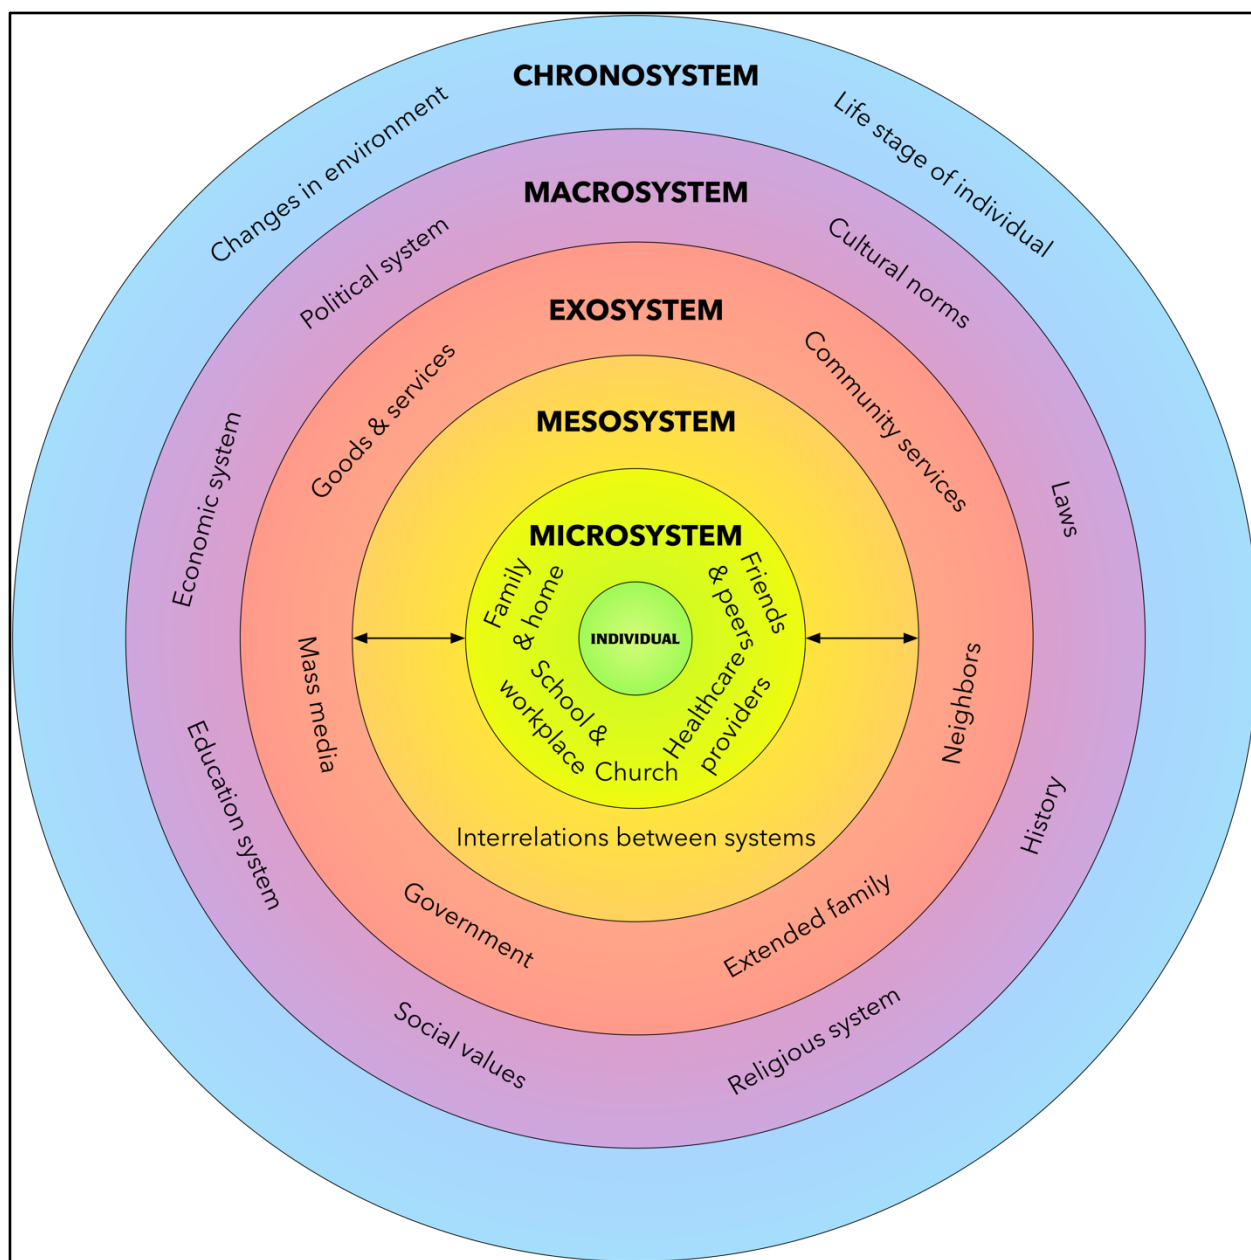 CHRONOSYSTEM
Changes in environment
Life stage of individual
MACROSYSTEM
Political system
Cultural norms
Economic system
Laws
Education system
History
Social values
Religious system
EXOSYSTEM
Goods & services
Community services
Mass media
Neighbors
Government
Extended family
MESOSYSTEM
Interrelations between systems
MICROSYSTEM
Family
& home
Friends
& peers
School &
workplace
Healthcare
providers
Church
INDIVIDUAL